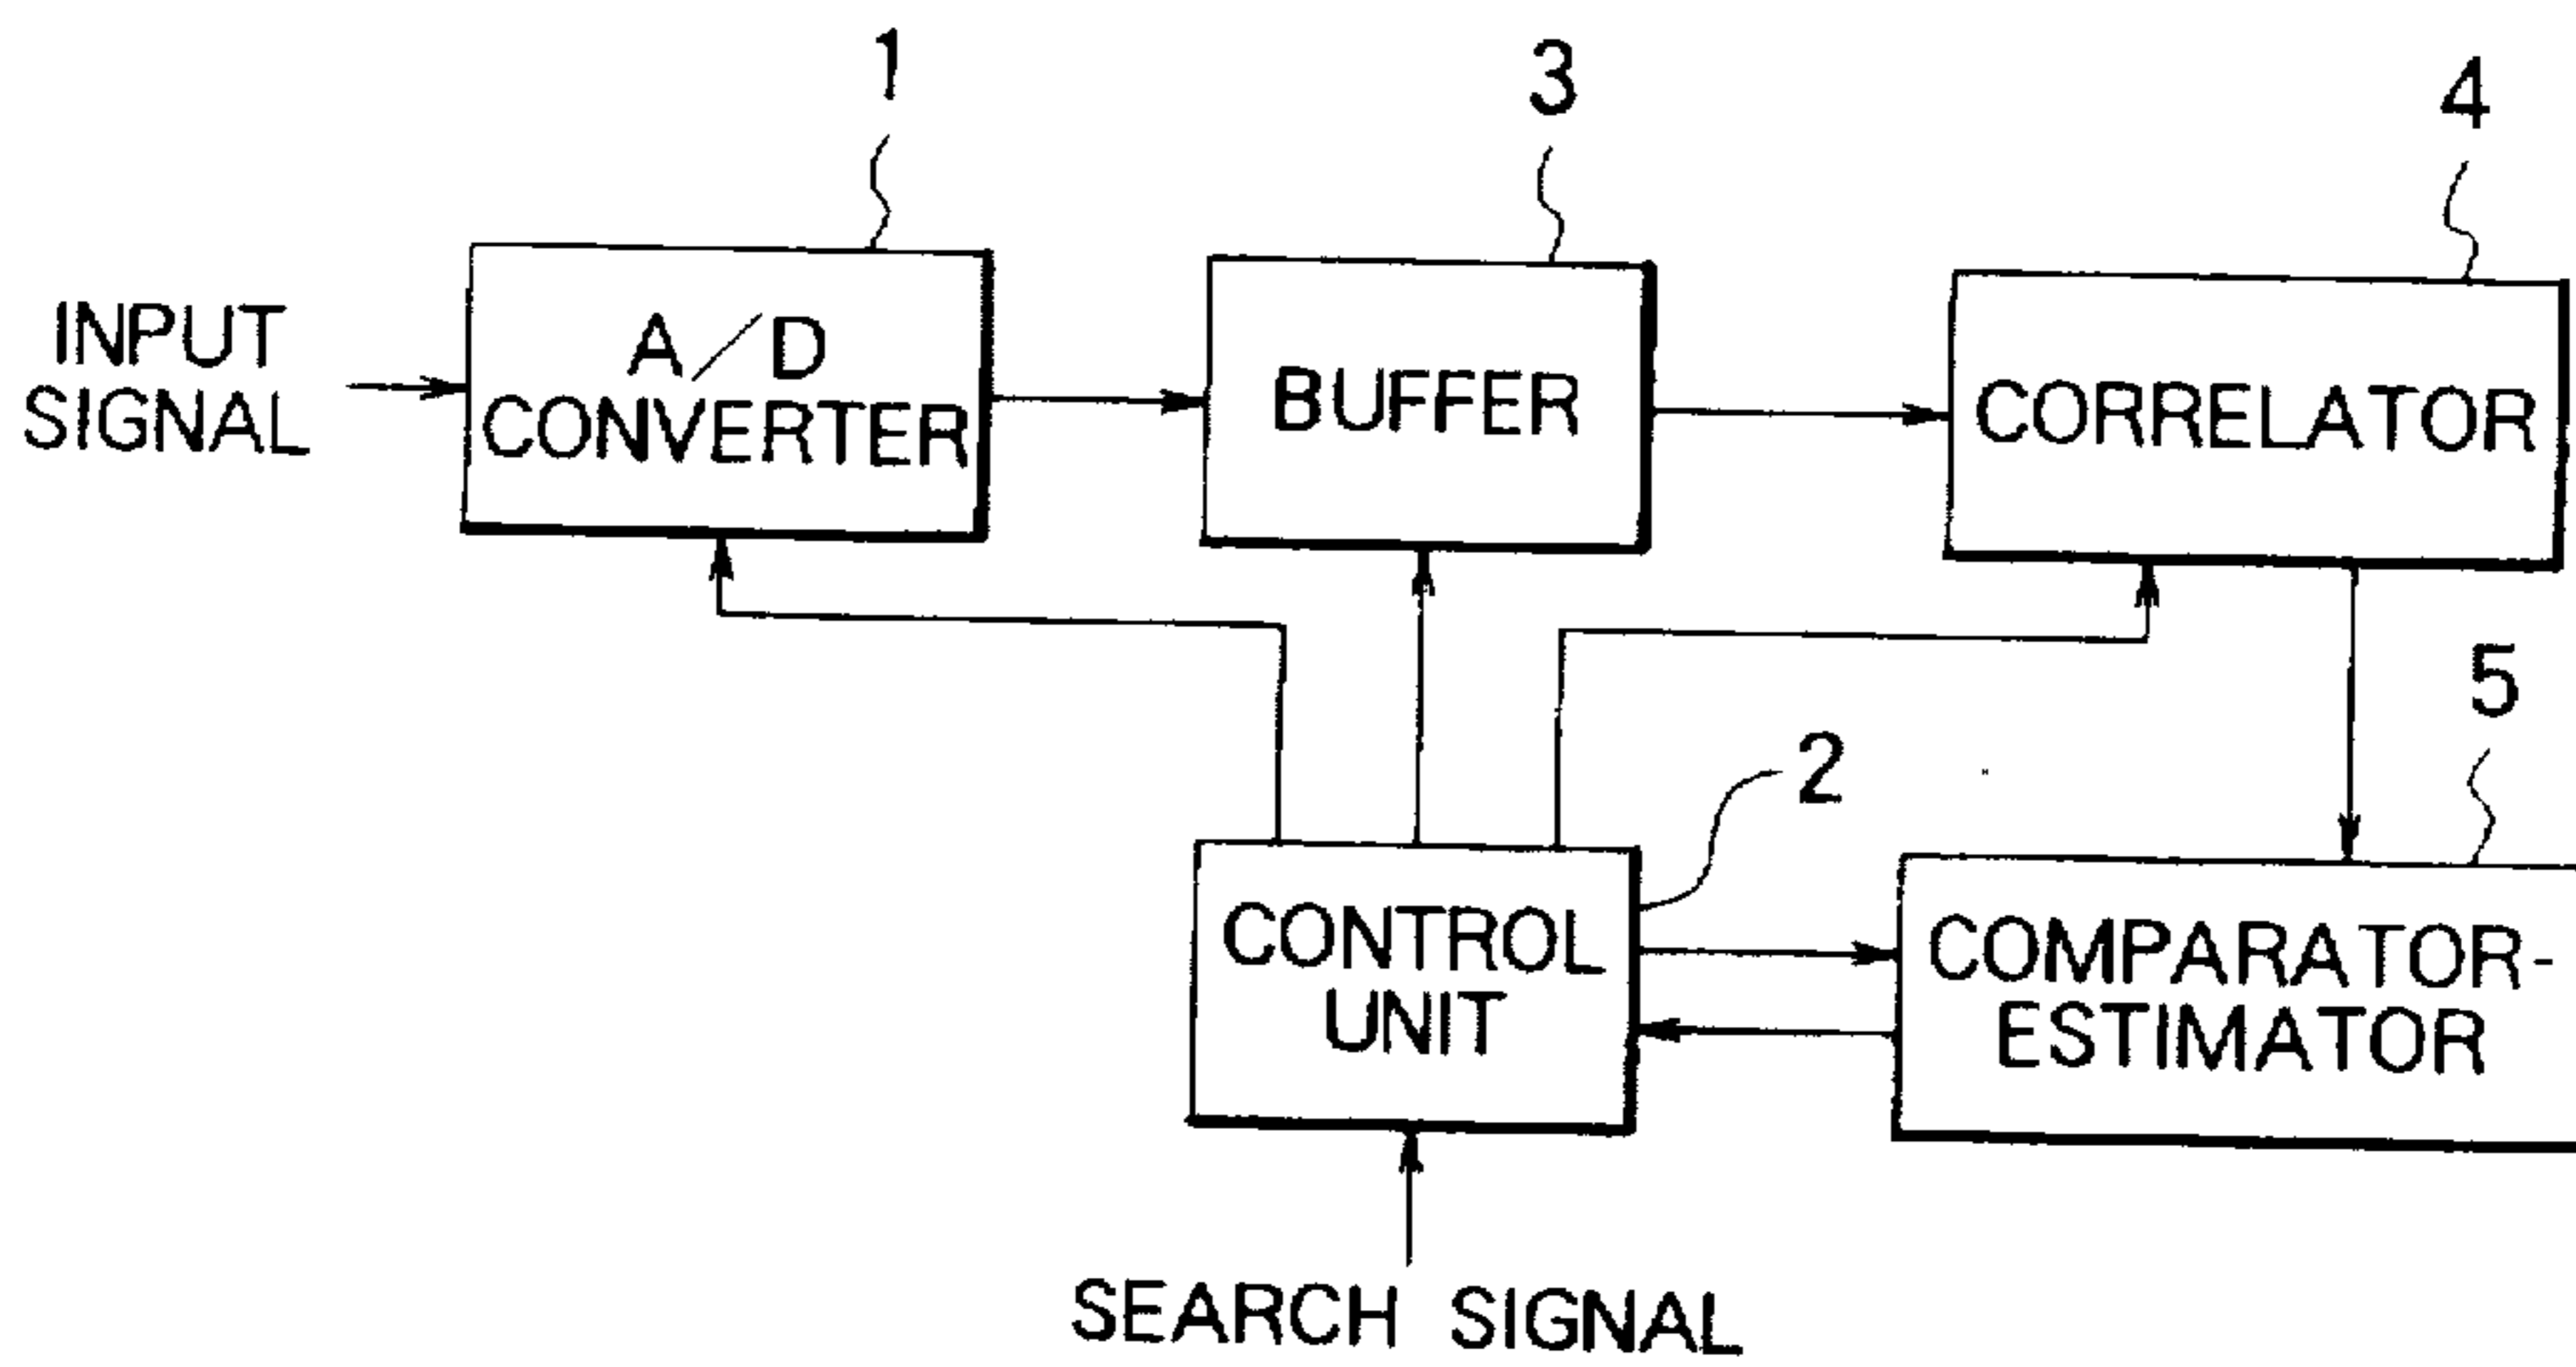 1
3
4
INPUT
SIGNAL
A/D
CONVERTER
BUFFER
CORRELATOR
5
2
CONTROL
UNIT
COMPARATOR-
ESTIMATOR
SEARCH SIGNAL